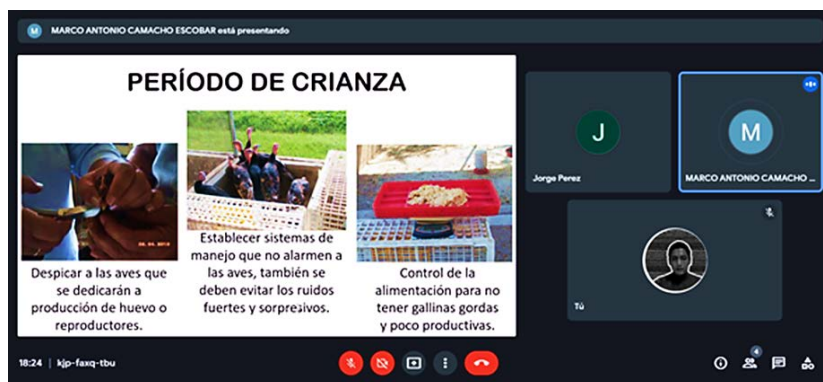 M
MARCO ANTONIO CAMACHO ESCOBAR está presentando
PERÍODO DE CRIANZA
Despicar a las aves que
se dedicarán a
producción de huevo o
reproductores.
Establecer sistemas de
manejo que no alarmen a
las aves, también se
deben evitar los ruidos
fuertes y sorpresivos.
Control de la
alimentación para no
tener gallinas gordas
y poco productivas.
J
Jorge Perez
M
MARCO ANTONIO CAMACHO ...
Tú
18:24 | kjp-faxq-tbu
4